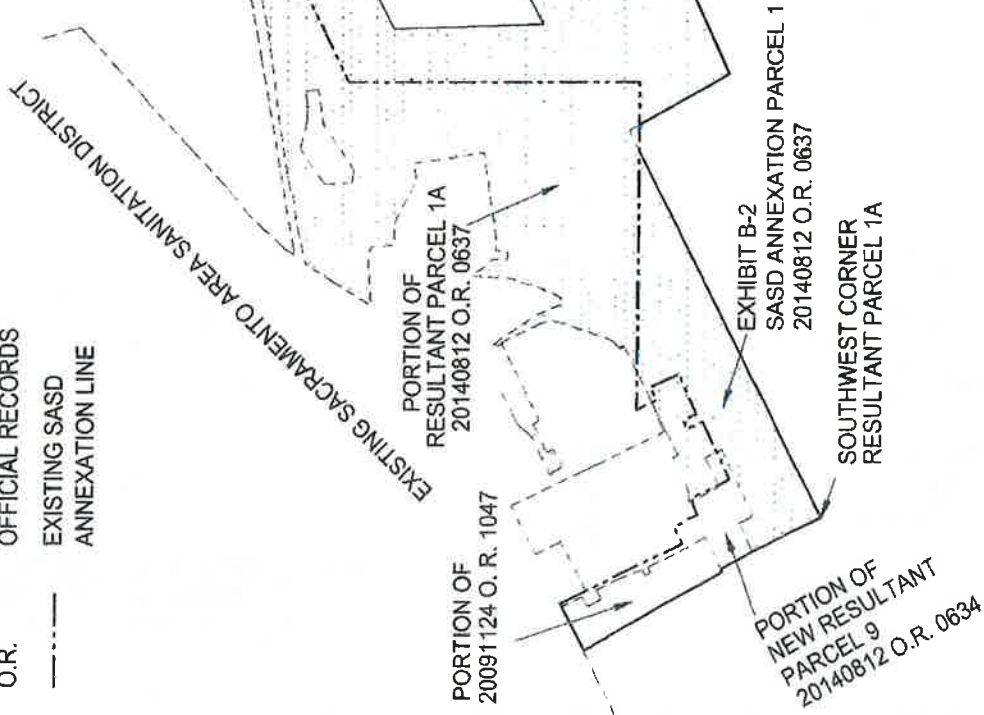 O.R.
OFFICIAL RECORDS
EXISTING SASD
ANNEXATION LINE
EXISTING SACRAMENTO AREA SANITATION DISTRICT
PORTION OF
RESULTANT PARCEL 1A
20140812 O.R. 0637
PORTION OF
20091124 O. R. 1047
EXHIBIT B-2
SASD ANNEXATION PARCEL 1
20140812 O.R. 0637
SOUTHWEST CORNER
RESULTANT PARCEL 1A
PORTION OF
NEW RESULTANT
PARCEL 9
20140812 O.R. 0634